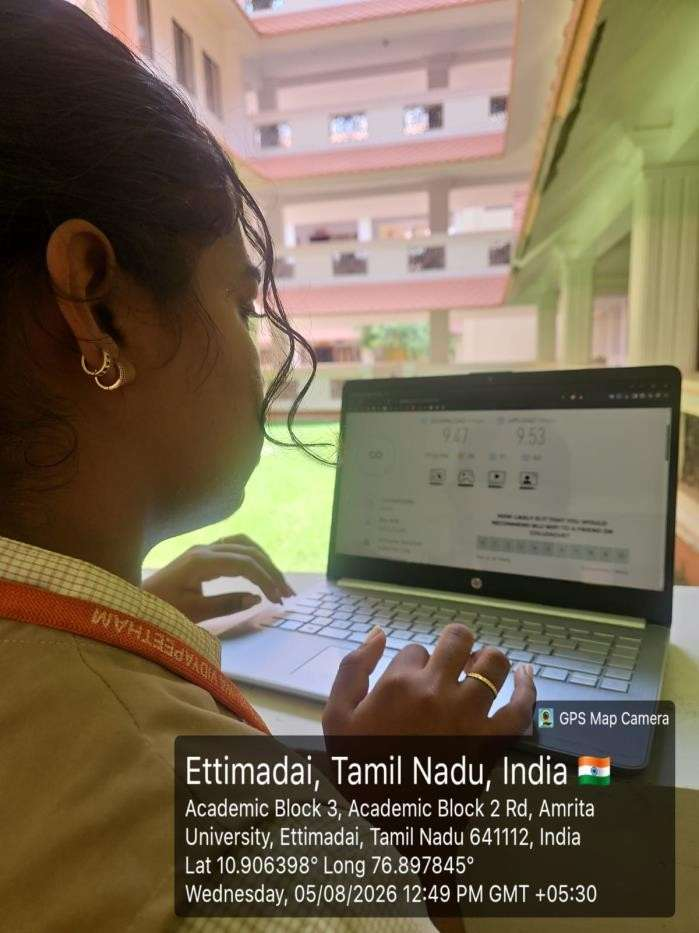 9.47
9.53
HOW LIKELY IS IT THAT YOU WOULD
RECOMMEND
TO A FRIEND OR
COLLEAGUE?
hp
VIDYAPEETHAM
GPS Map Camera
Ettimadai, Tamil Nadu, India
Academic Block 3, Academic Block 2 Rd, Amrita
University, Ettimadai, Tamil Nadu 641112, India
Lat 10.906398° Long 76.897845°
Wednesday, 05/08/2026 12:49 PM GMT +05:30